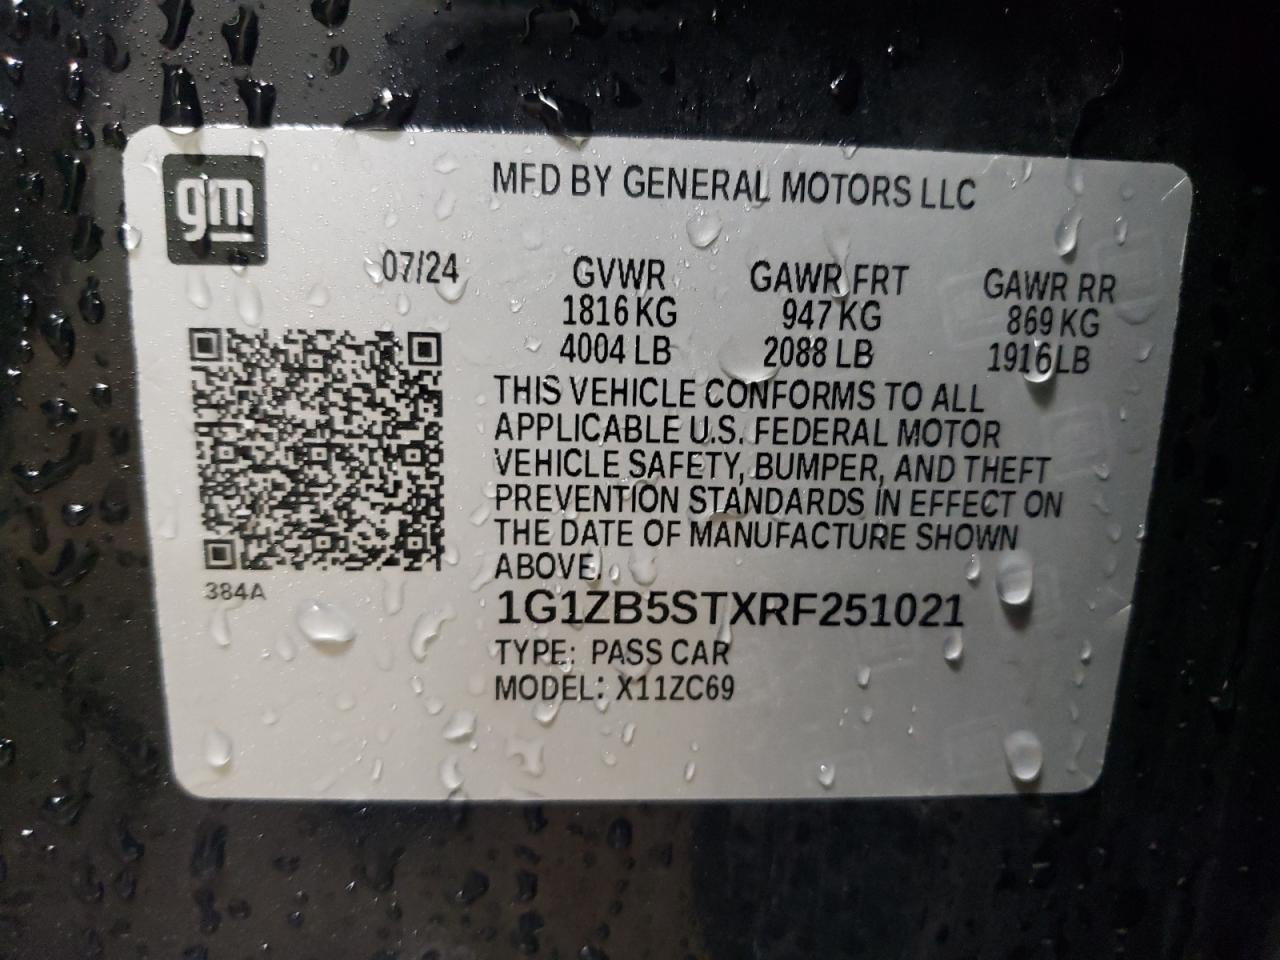 gm
MFD BY GENERAL MOTORS LLC
07/24
GVWR GAWR FRT GAWR RR
1816 KG 947 KG 869 KG
4004 LB 2088 LB 1916 LB
THIS VEHICLE CONFORMS TO ALL
APPLICABLE U.S. FEDERAL MOTOR
VEHICLE SAFETY, BUMPER, AND THEFT
PREVENTION STANDARDS IN EFFECT ON
THE DATE OF MANUFACTURE SHOWN
ABOVE.
384A
1G1ZB5STXRF251021
TYPE: PASS CAR
MODEL: X11ZC69